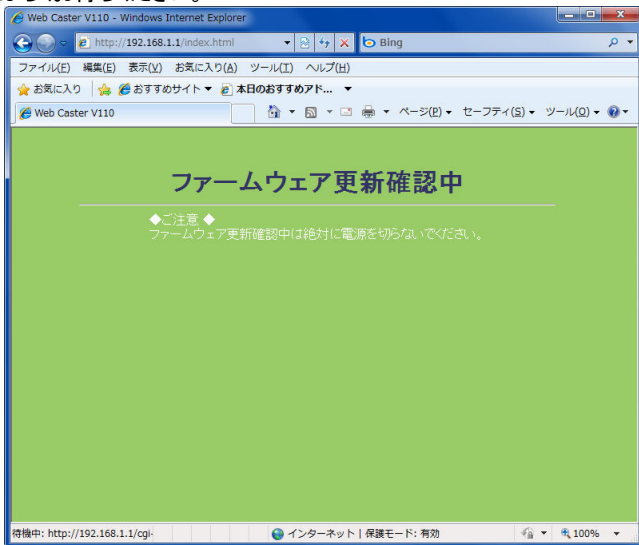 Web Caster V110 - Windows Internet Explorer
http://192.168.1.1/index.html
Bing
ファイル(F) 編集(E) 表示(V) お気に入り(A) ツール(T) ヘルプ(H)
お気に入り おすすめサイト 本日のおすすめアド...
Web Caster V110 ページ(P) セーフティ(S) ツール(O)
ファームウェア更新確認中
◆ご注意◆
ファームウェア更新確認中は絶対に電源を切らないでください。
待機中: http://192.168.1.1/cgi- インターネット | 保護モード: 有効 100%